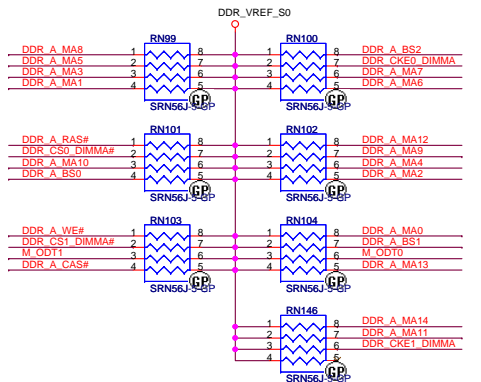 DDR_VREF_S0
RN99 RN100
DDR_A_MA8 1 8 1 8 DDR_A_BS2
DDR_A_MA5 2 7 2 7 DDR_CKE0_DIMMA
DDR_A_MA3 3 6 3 6 DDR_A_MA7
DDR_A_MA1 4 5 4 5 DDR_A_MA6
SRN56J-5-GP GP SRN56J-5-GP GP
RN101 RN102
DDR_A_RAS# 1 8 1 8 DDR_A_MA12
DDR_CS0_DIMMA# 2 7 2 7 DDR_A_MA9
DDR_A_MA10 3 6 3 6 DDR_A_MA4
DDR_A_BS0 4 5 4 5 DDR_A_MA2
SRN56J-5-GP GP SRN56J-5-GP GP
RN103 RN104
DDR_A_WE# 1 8 1 8 DDR_A_MA0
DDR_CS1_DIMMA# 2 7 2 7 DDR_A_BS1
M_ODT1 3 6 3 6 M_ODT0
DDR_A_CAS# 4 5 4 5 DDR_A_MA13
SRN56J-5-GP GP SRN56J-5-GP GP
RN146
1 8 DDR_A_MA14
2 7 DDR_A_MA11
3 6 DDR_CKE1_DIMMA
4 5
SRN56J-5-GP GP